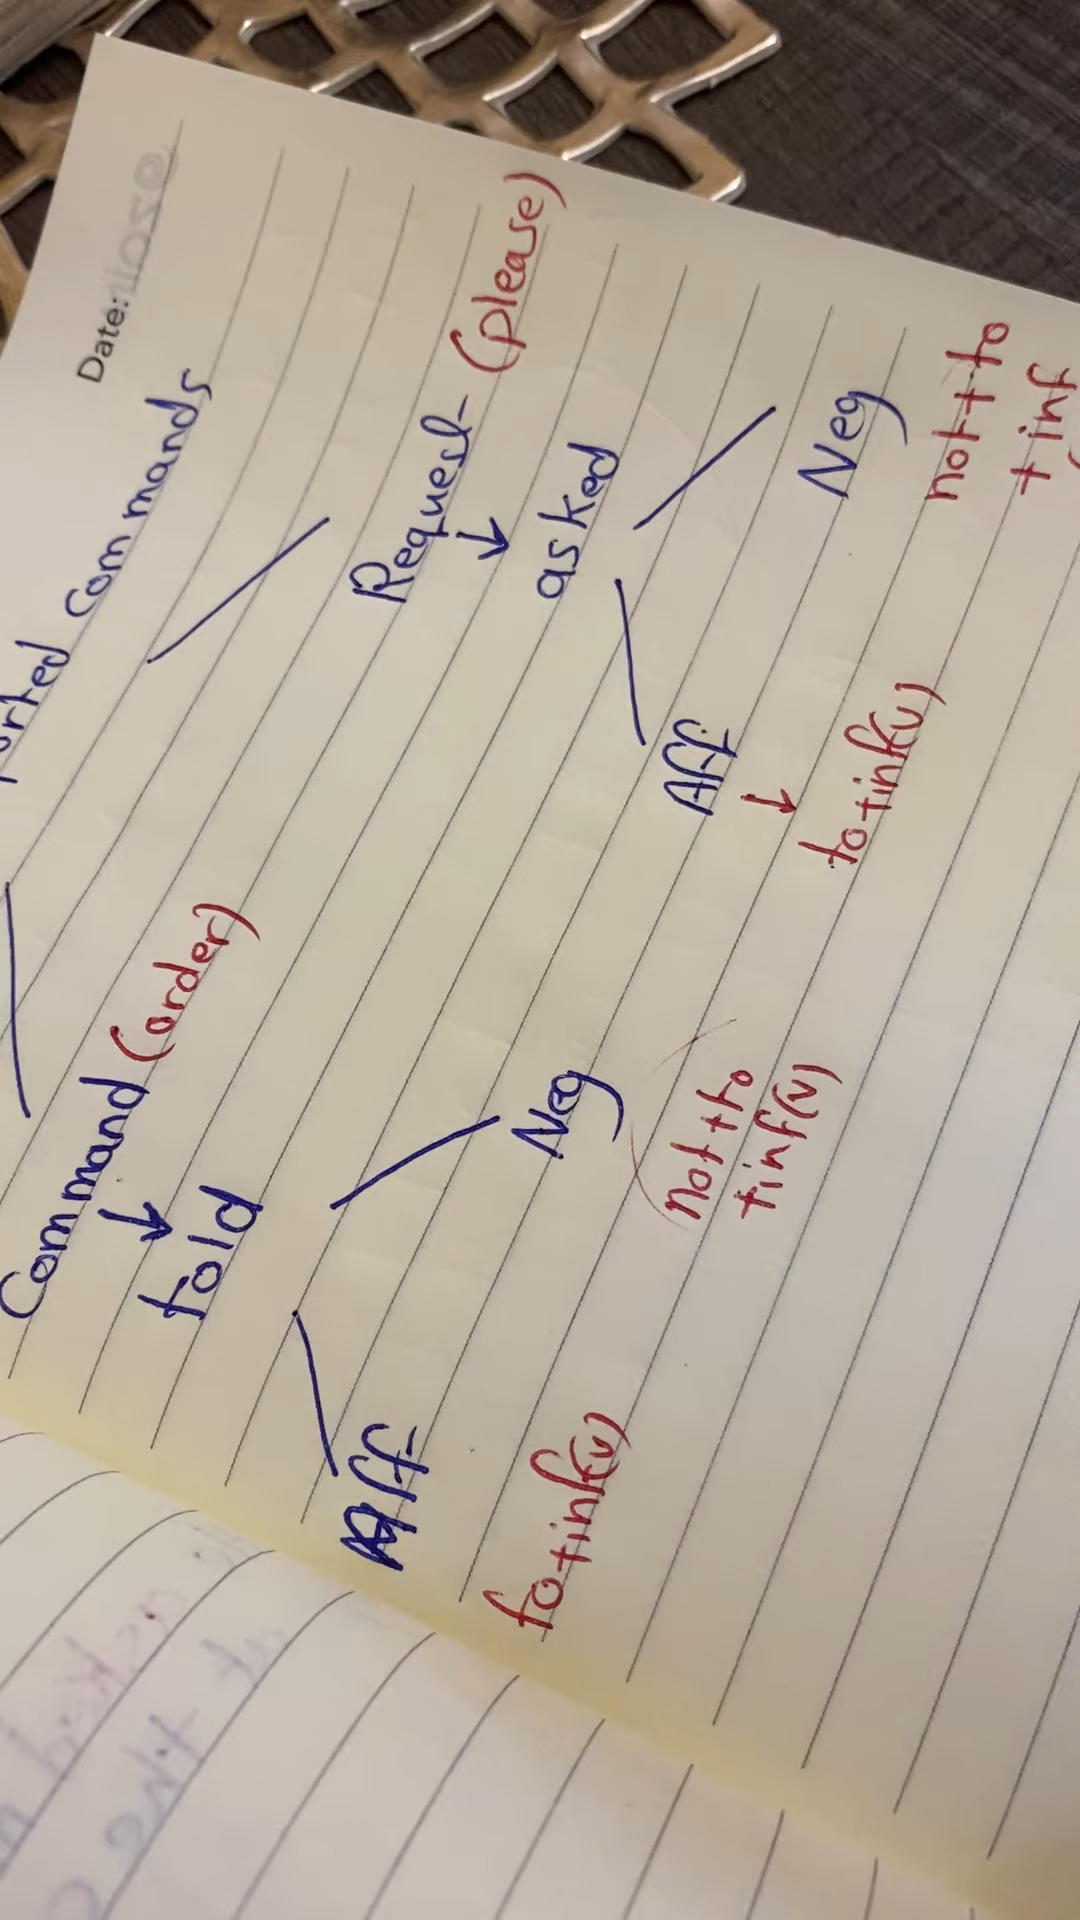 Date:
Commands
Command (order)
Request (please)
↓
↓
told
asked
Aff
Neg
Aff
Neg
to+inf(v)
not+to
+inf(v)
↓
to+inf(v)
not+to
+inf